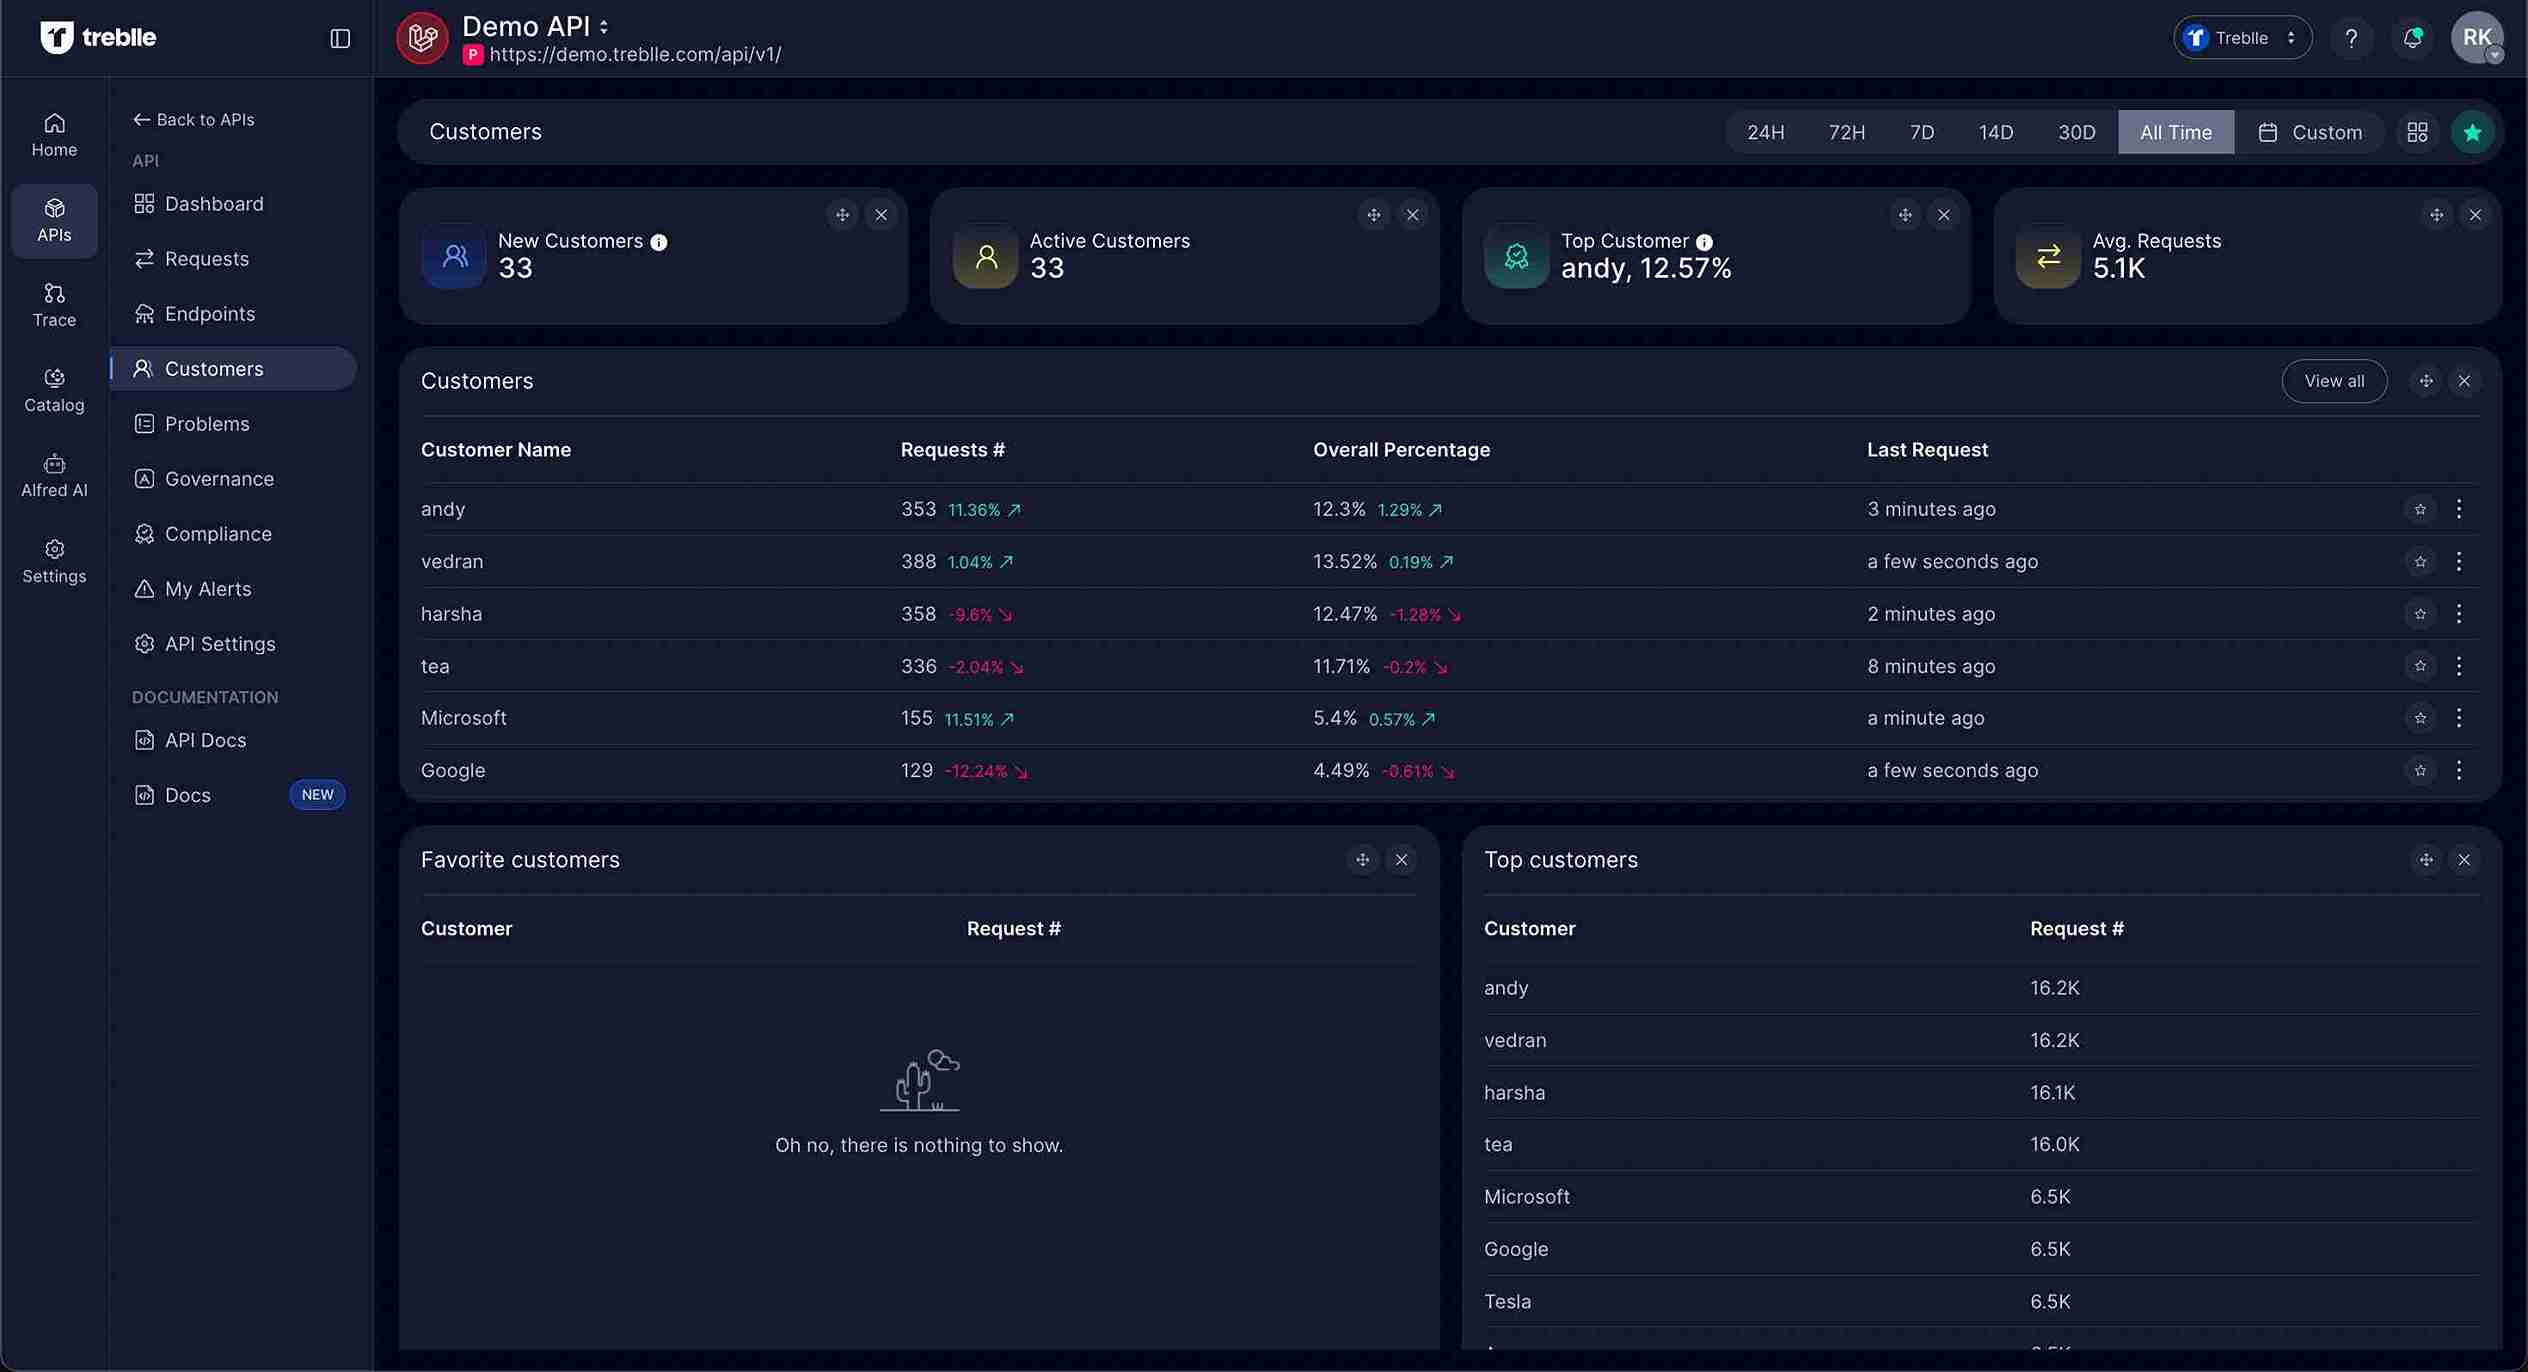 treblle
Demo API
P https://demo.treblle.com/api/v1/
Treblle
?
RK
Home
APIs
Trace
Catalog
Alfred AI
Settings
Back to APIs
API
Dashboard
Requests
Endpoints
Customers
Problems
Governance
Compliance
My Alerts
API Settings
DOCUMENTATION
API Docs
Docs NEW
Customers
24H 72H 7D 14D 30D All Time Custom
New Customers
33
Active Customers
33
Top Customer
andy, 12.57%
Avg. Requests
5.1K
Customers View all
Customer Name Requests # Overall Percentage Last Request
andy 353 11.36% 12.3% 1.29% 3 minutes ago
vedran 388 1.04% 13.52% 0.19% a few seconds ago
harsha 358 -9.6% 12.47% -1.28% 2 minutes ago
tea 336 -2.04% 11.71% -0.2% 8 minutes ago
Microsoft 155 11.51% 5.4% 0.57% a minute ago
Google 129 -12.24% 4.49% -0.61% a few seconds ago
Favorite customers
Customer Request #
Oh no, there is nothing to show.
Top customers
Customer Request #
andy 16.2K
vedran 16.2K
harsha 16.1K
tea 16.0K
Microsoft 6.5K
Google 6.5K
Tesla 6.5K